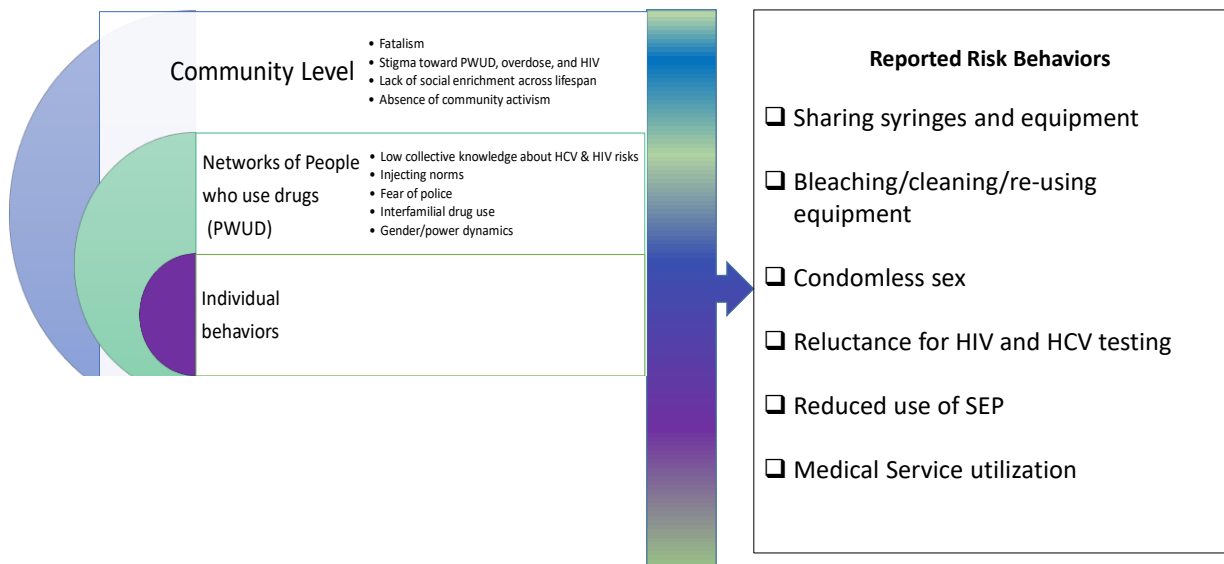 Community Level
• Fatalism
• Stigma toward PWUD, overdose, and HIV
• Lack of social enrichment across lifespan
• Absence of community activism
Networks of People
who use drugs
(PWUD)
• Low collective knowledge about HCV & HIV risks
• Injecting norms
• Fear of police
• Interfamilial drug use
• Gender/power dynamics
Individual
behaviors
Reported Risk Behaviors
❑ Sharing syringes and equipment
❑ Bleaching/cleaning/re-using
equipment
❑ Condomless sex
❑ Reluctance for HIV and HCV testing
❑ Reduced use of SEP
❑ Medical Service utilization